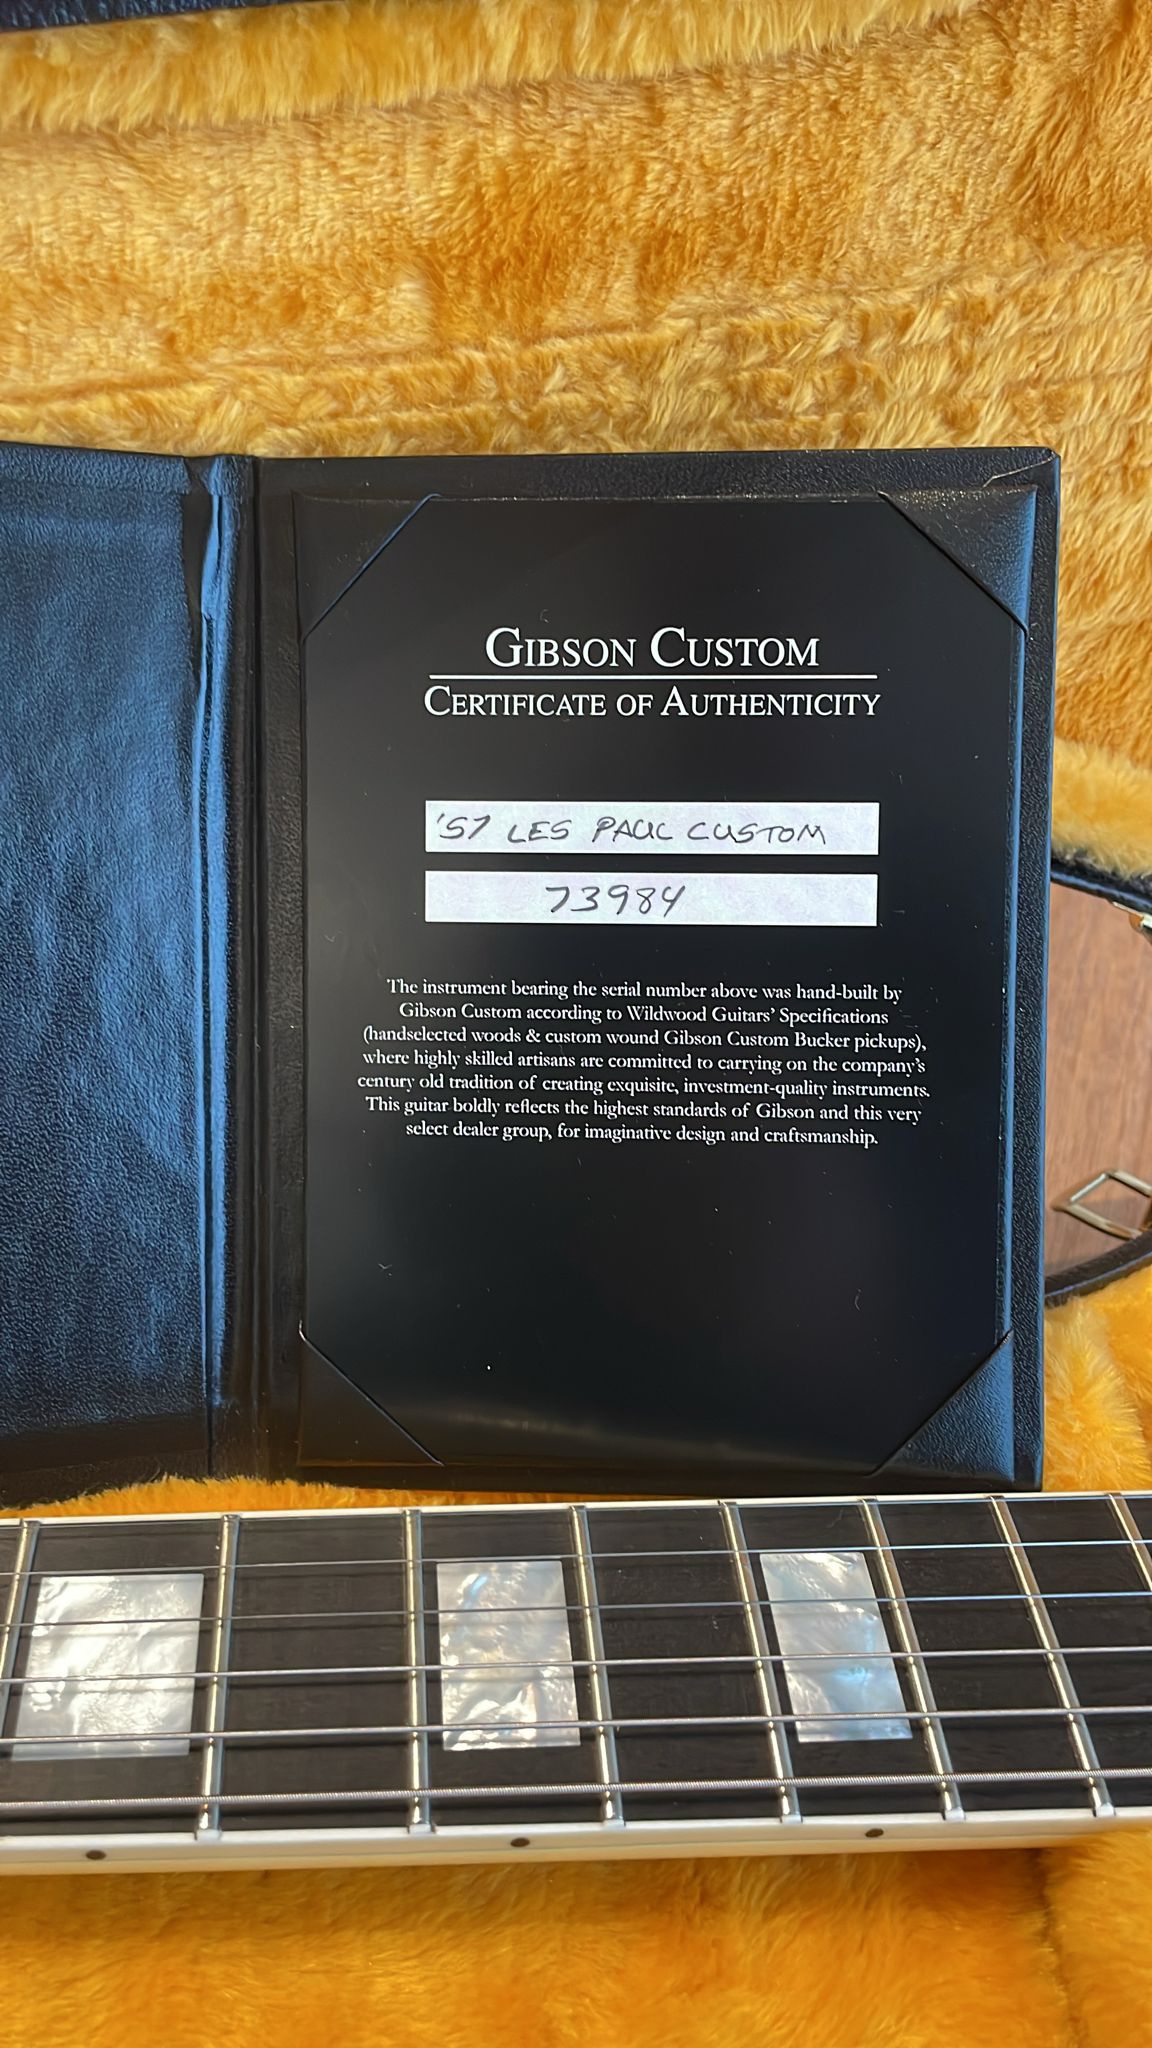 GIBSON CUSTOM
CERTIFICATE OF AUTHENTICITY
'57 LES PAUL CUSTOM
73984
The instrument bearing the serial number above was hand-built by
Gibson Custom according to Wildwood Guitars' Specifications
(handselected woods & custom wound Gibson Custom Bucker pickups),
where highly skilled artisans are committed to carrying on the company's
century old tradition of creating exquisite, investment-quality instruments.
This guitar boldly reflects the highest standards of Gibson and this very
select dealer group, for imaginative design and craftsmanship.